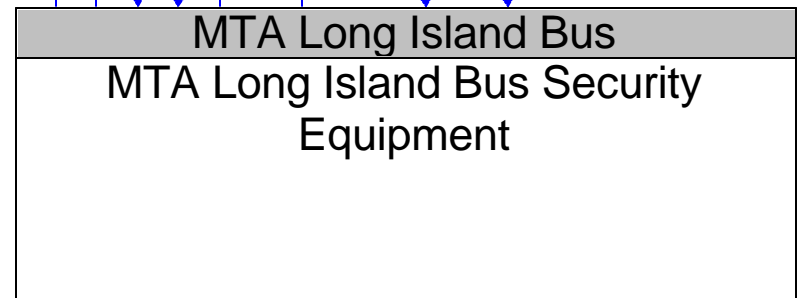 MTA Long Island Bus
MTA Long Island Bus Security
Equipment